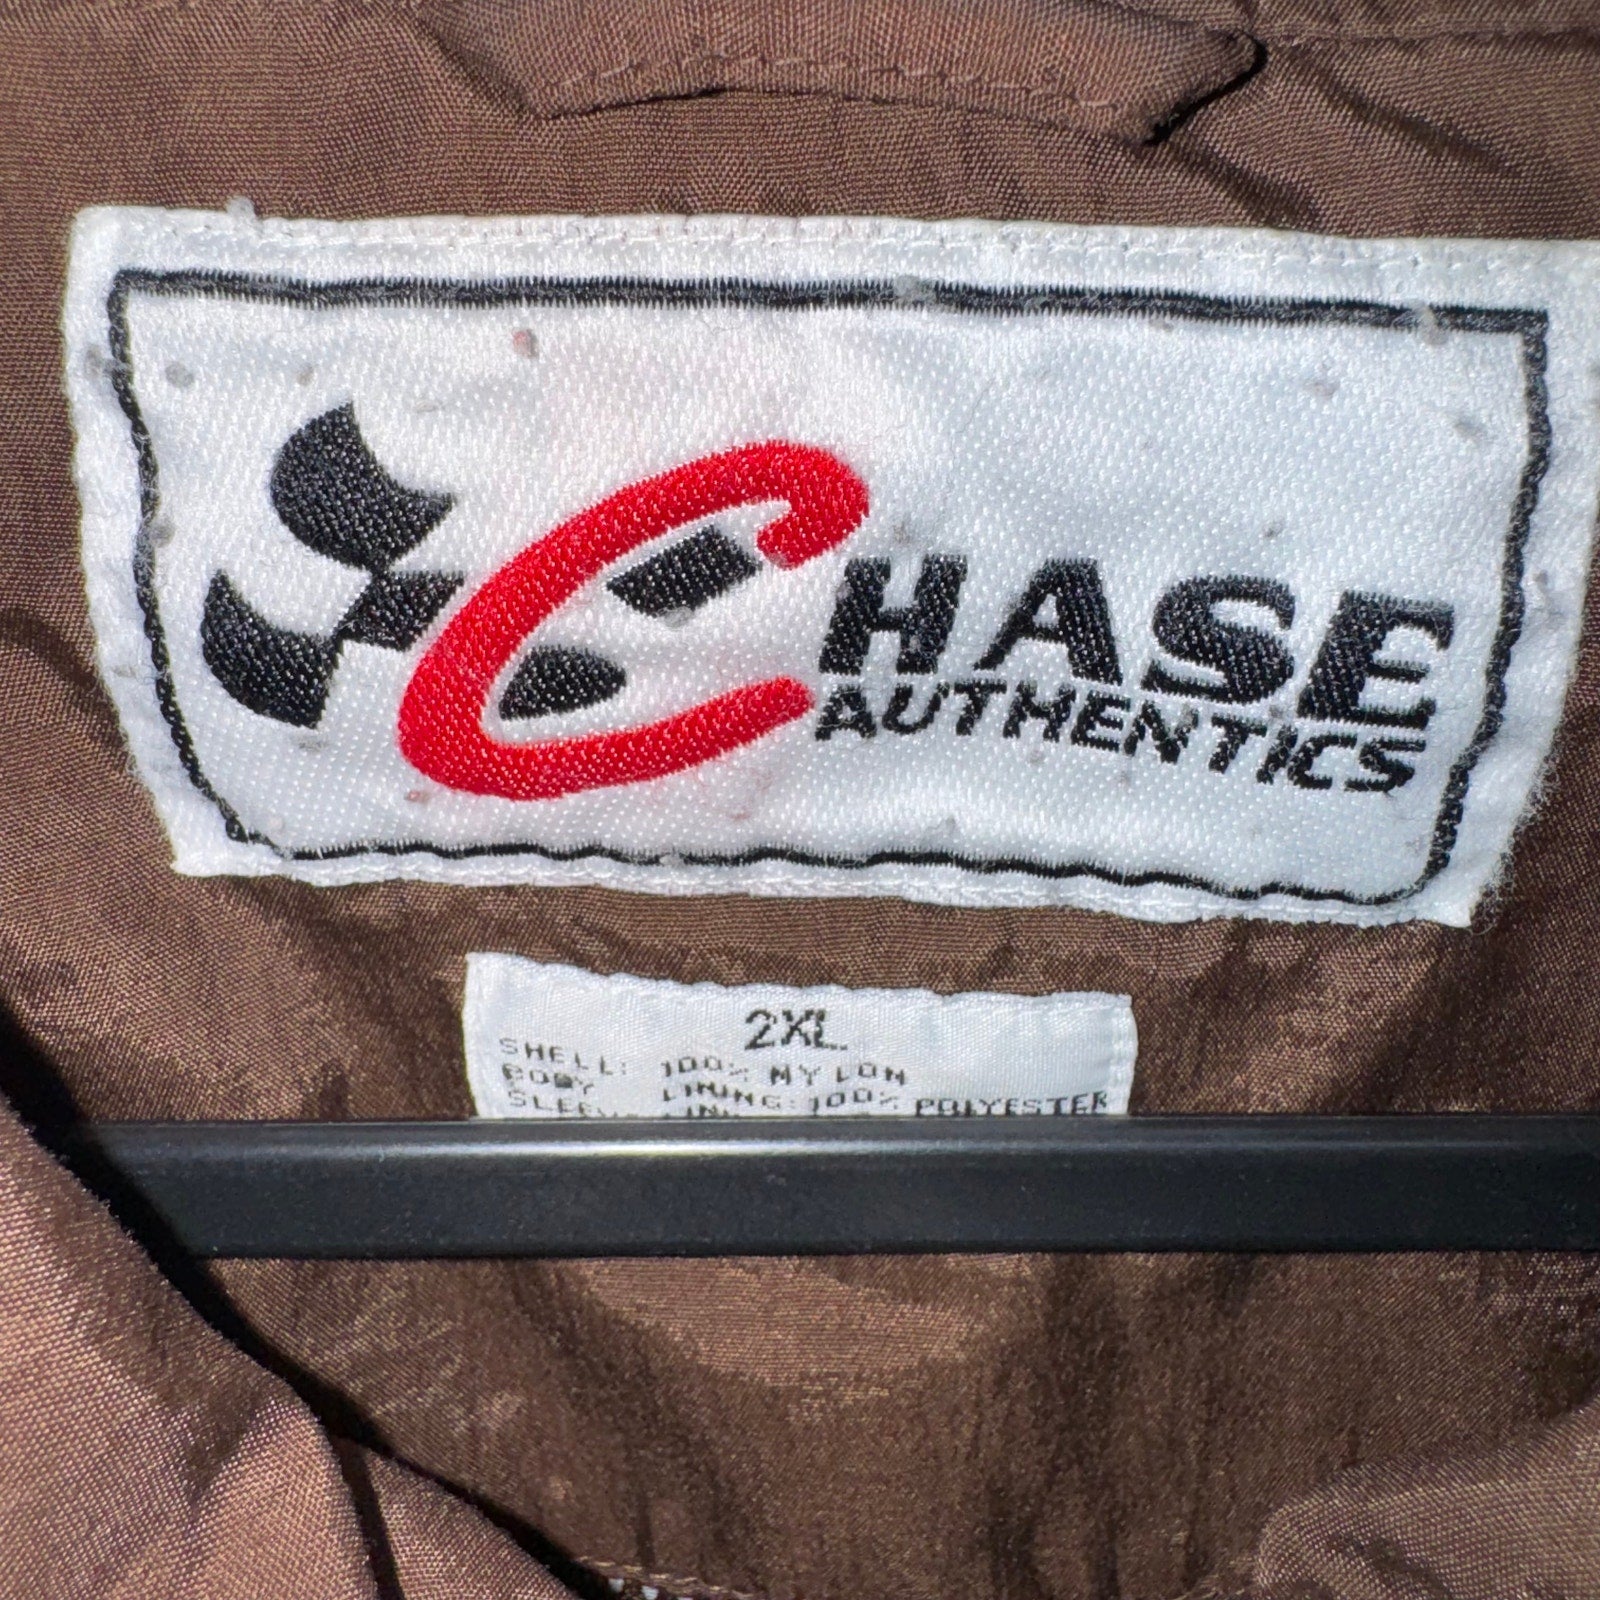 CHASE
AUTHENTICS
2XL
SHELL: 100% NYLON
BODY LINING: 100% POLYESTER